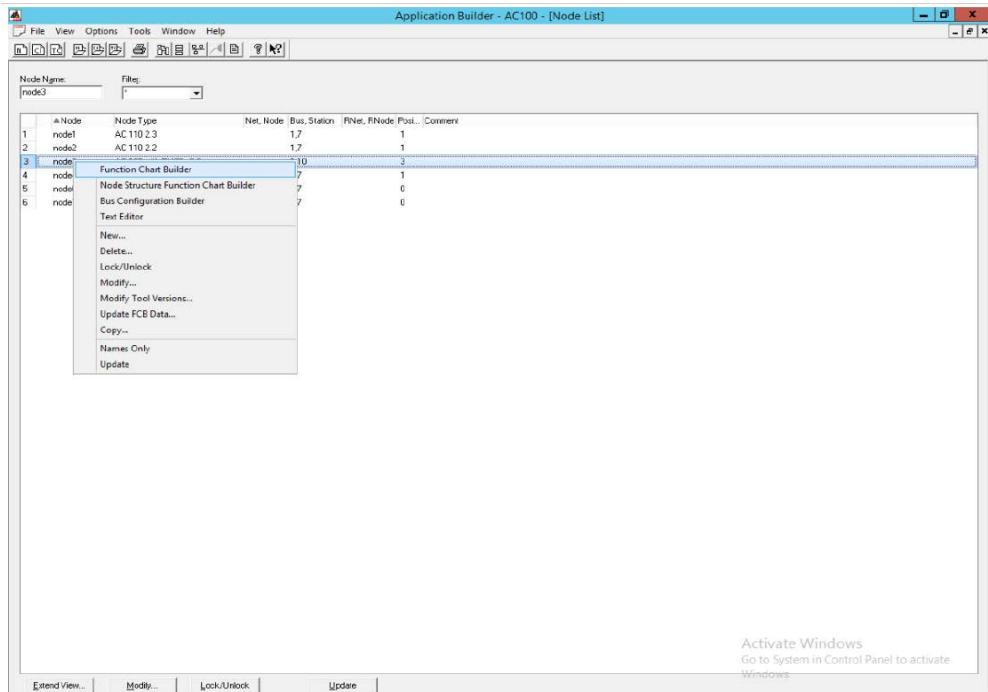 Application Builder - AC100 - [Node List]
File View Options Tools Window Help
Node Name: Filter:
node3 *
Node Node Type Net, Node Bus, Station RNet, RNode Posi... Comment
1 node1 AC 110 2.3 1,7 1
2 node2 AC 110 2.2 1,7 1
3 10 3
4 7 1
5 7 0
6 node 7 0
Function Chart Builder
Node Structure Function Chart Builder
Bus Configuration Builder
Text Editor
New...
Delete...
Lock/Unlock
Modify...
Modify Tool Versions...
Update FCB Data...
Copy...
Names Only
Update
Activate Windows
Go to System in Control Panel to activate
Windows.
Extend View... Modify... Lock/Unlock Update